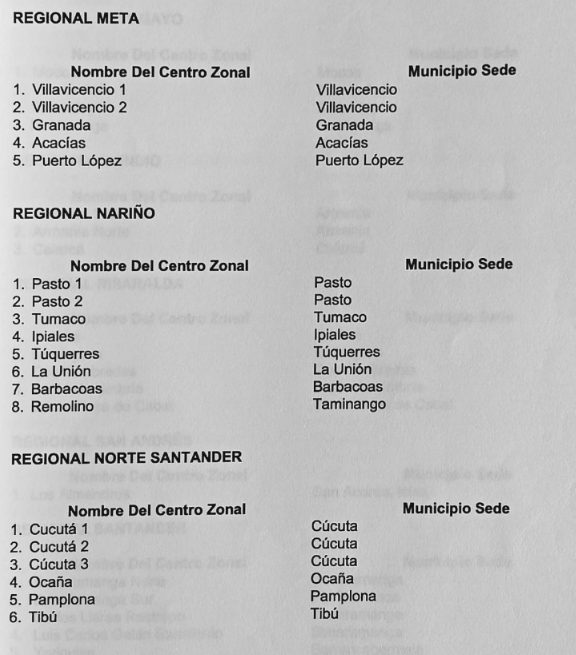 REGIONAL META
Nombre Del Centro Zonal Municipio Sede
1. Villavicencio 1 Villavicencio
2. Villavicencio 2 Villavicencio
3. Granada Granada
4. Acacías Acacías
5. Puerto López Puerto López
REGIONAL NARIÑO
Nombre Del Centro Zonal Municipio Sede
1. Pasto 1 Pasto
2. Pasto 2 Pasto
3. Tumaco Tumaco
4. Ipiales Ipiales
5. Túquerres Túquerres
6. La Unión La Unión
7. Barbacoas Barbacoas
8. Remolino Taminango
REGIONAL NORTE SANTANDER
Nombre Del Centro Zonal Municipio Sede
1. Cucutá 1 Cúcuta
2. Cucutá 2 Cúcuta
3. Cúcuta 3 Cúcuta
4. Ocaña Ocaña
5. Pamplona Pamplona
6. Tibú Tibú